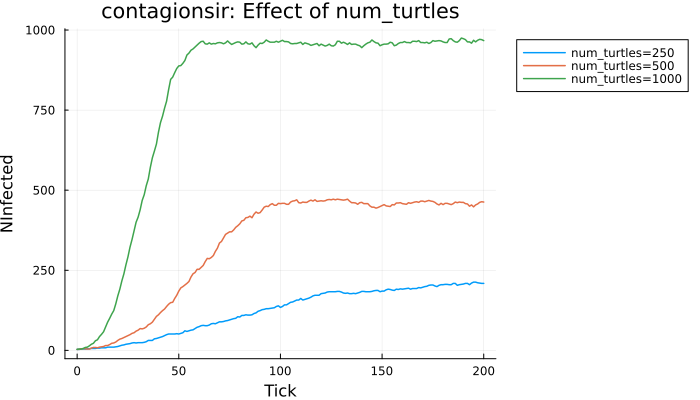 contagionsir: Effect of num_turtles
NInfected
1000
750
500
250
0
0 50 100 150 200
Tick
num_turtles=250
num_turtles=500
num_turtles=1000